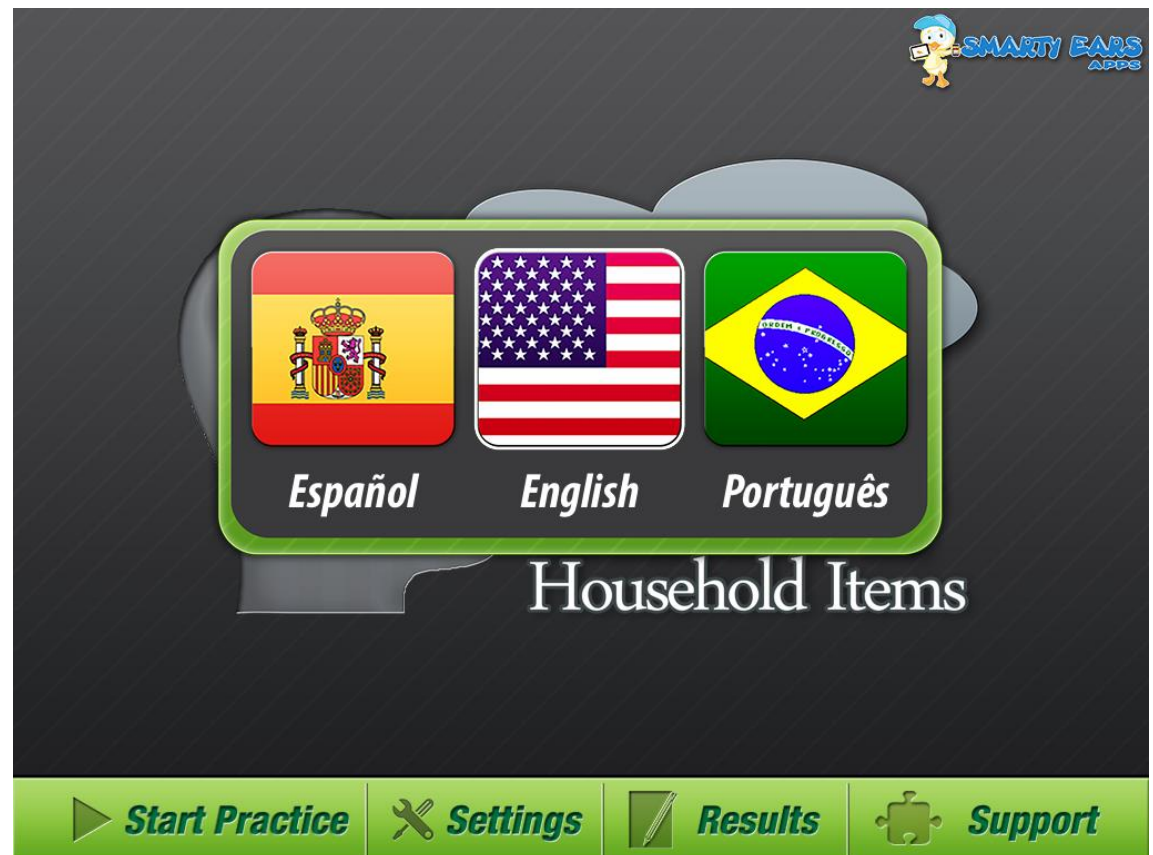 SMARTY EARS
APPS
ORDEM E PROGRESSO
Español English Português
Household Items
Start Practice Settings Results Support